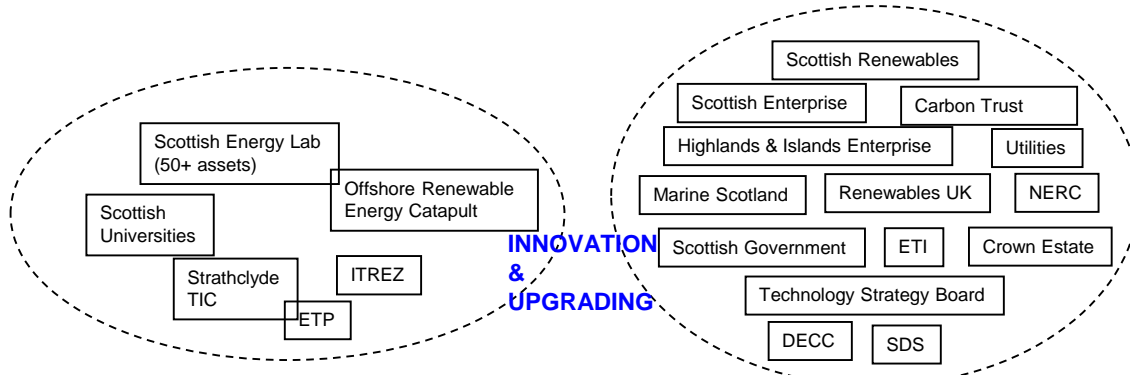 Scottish Energy Lab
(50+ assets)
Offshore Renewable
Energy Catapult
Scottish
Universities
Strathclyde
TIC
ITREZ
ETP
INNOVATION
&
UPGRADING
Scottish Renewables
Scottish Enterprise
Carbon Trust
Highlands & Islands Enterprise
Utilities
Marine Scotland
Renewables UK
NERC
Scottish Government
ETI
Crown Estate
Technology Strategy Board
DECC
SDS